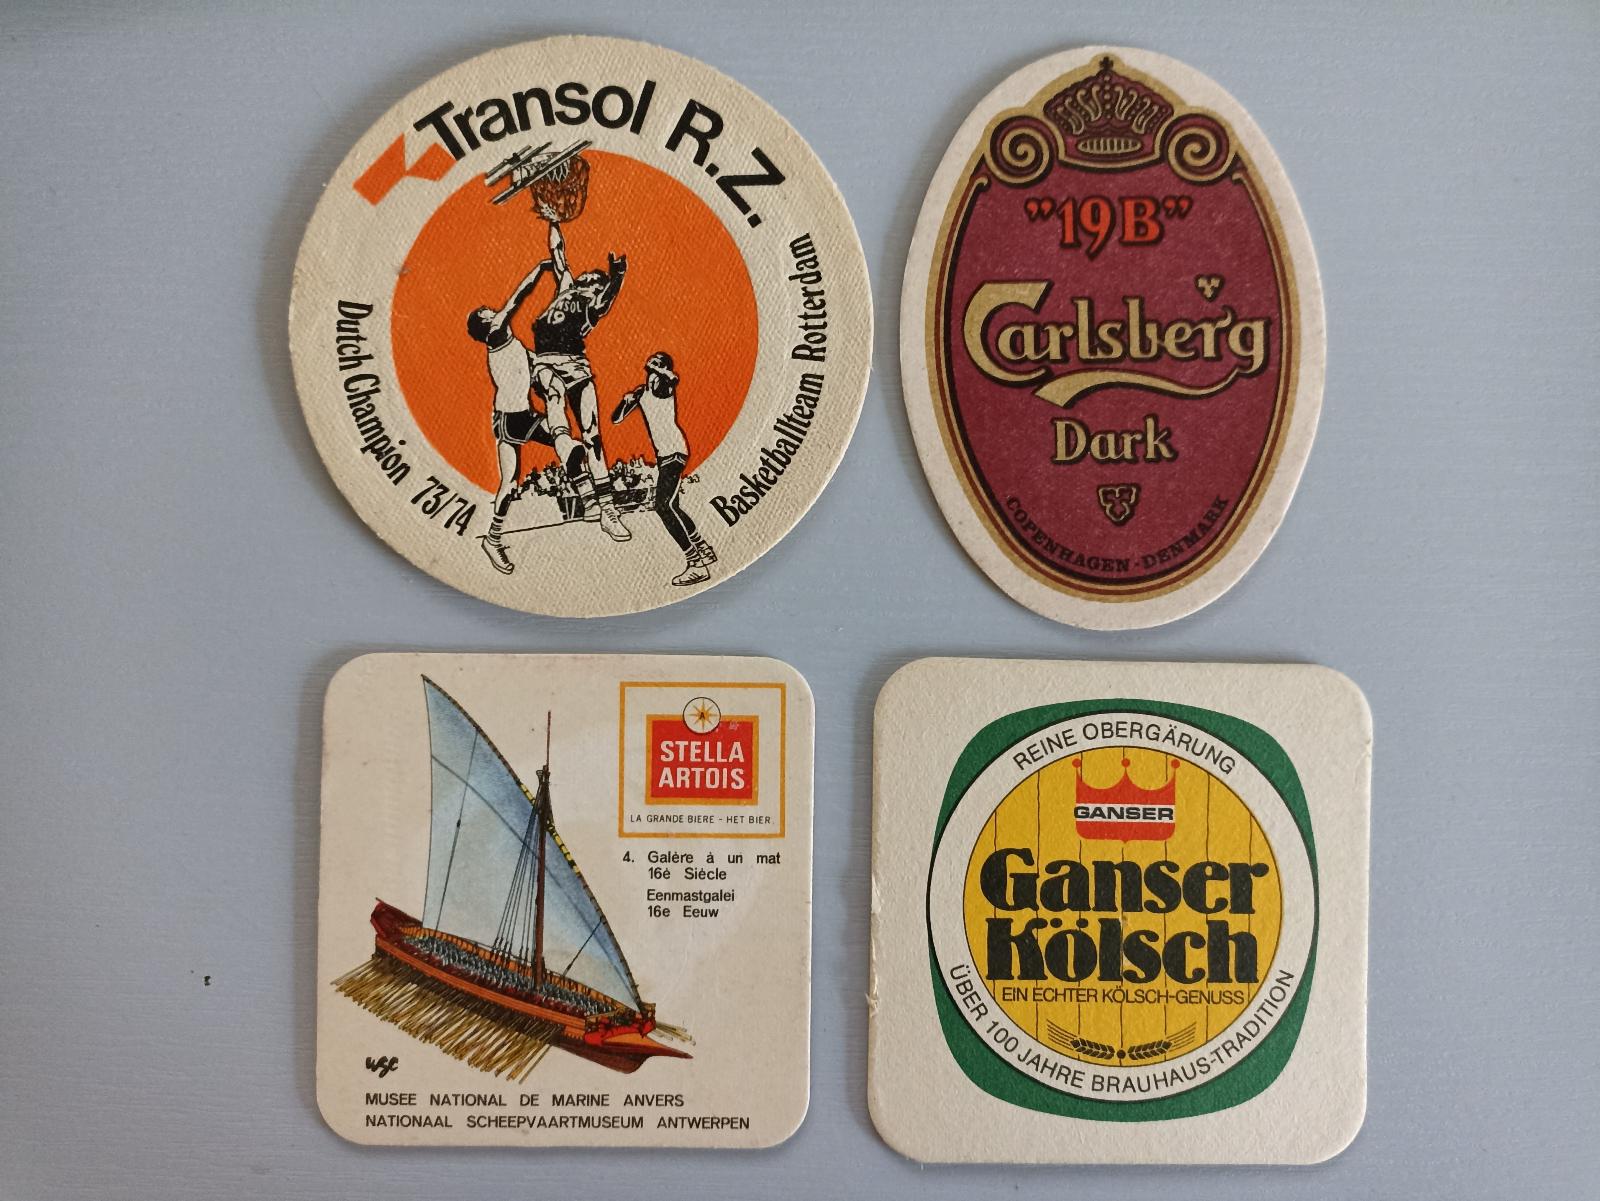 Transol R.Z.
Dutch Champion 73/74
Basketballteam Rotterdam
"19B"
Carlsberg
Dark
COPENHAGEN-DENMARK
A
STELLA
ARTOIS
LA GRANDE BIERE - HET BIER.
4. Galère à un mat
16è Siècle
Eenmastgalei
16e Eeuw
MUSEE NATIONAL DE MARINE ANVERS
NATIONAAL SCHEEPVAARTMUSEUM ANTWERPEN
REINE OBERGÄRUNG
GANSER
Ganser
Kölsch
EIN ECHTER KÖLSCH-GENUSS
ÜBER 100 JAHRE BRAUHAUS-TRADITION